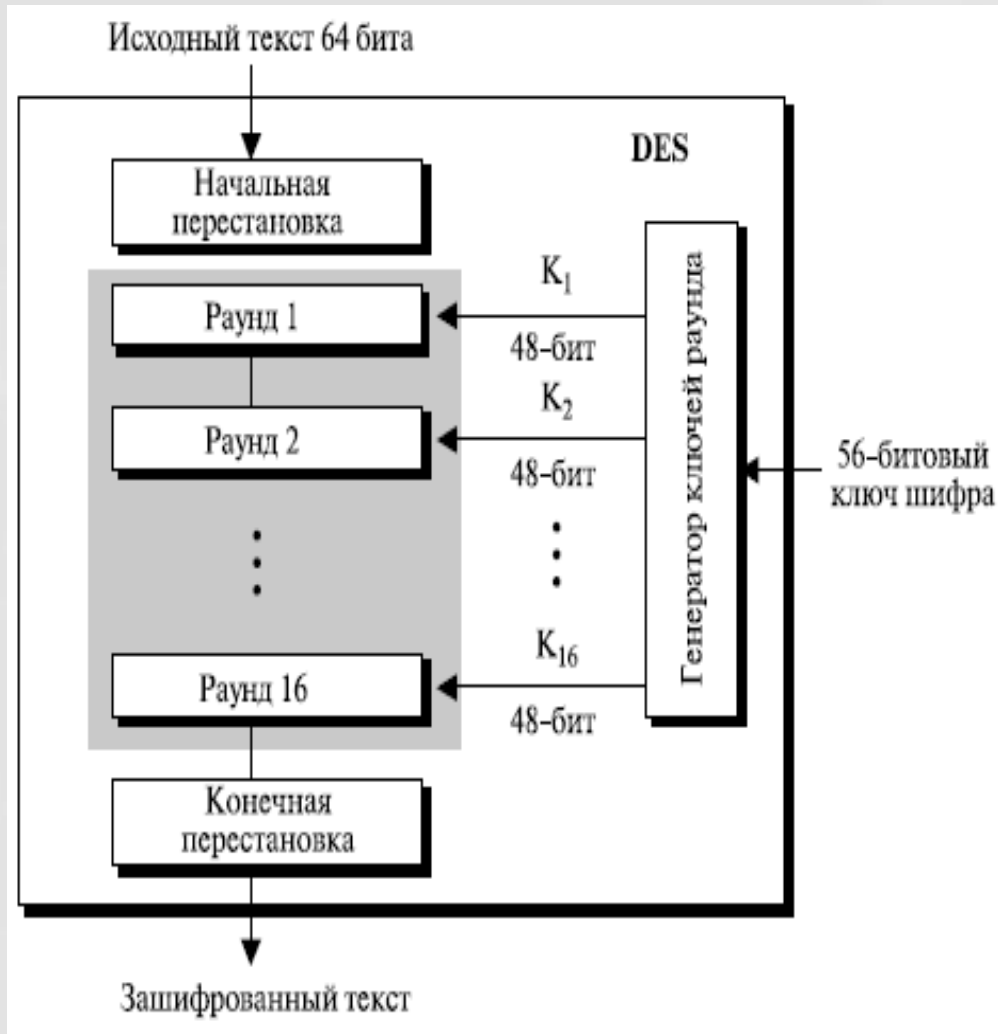 Исходный текст 64 бита
DES
Начальная
перестановка
Раунд 1
K1
48-бит
Раунд 2
K2
48-бит
Генератор ключей раунда
56-битовый
ключ шифра
Раунд 16
K16
48-бит
Конечная
перестановка
Зашифрованный текст